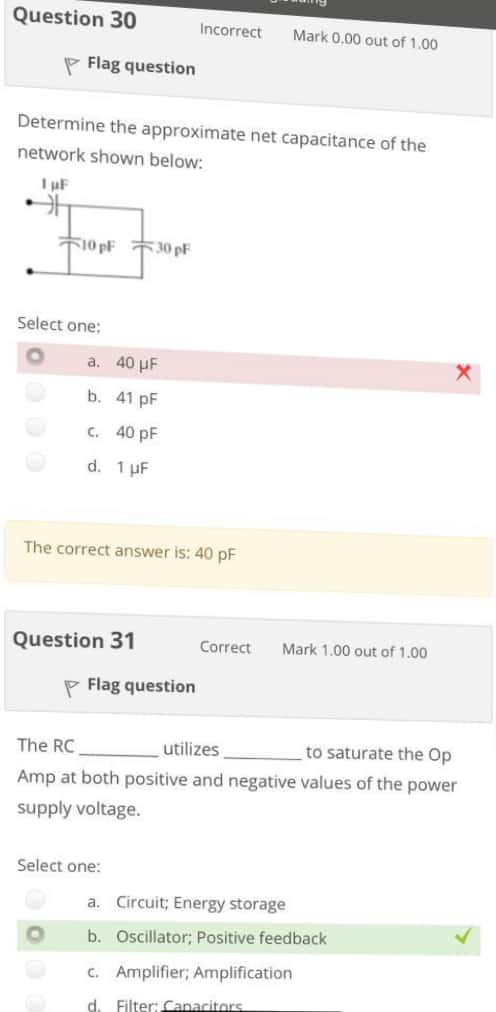 Question 30
Incorrect
Mark 0.00 out of 1.00
Flag question
Determine the approximate net capacitance of the
network shown below:
1 µF
10 pF
30 pF
Select one:
a. 40 µF
b. 41 pF
c. 40 pF
d. 1 µF
The correct answer is: 40 pF
Question 31
Correct
Mark 1.00 out of 1.00
Flag question
The RC ________ utilizes ________ to saturate the Op
Amp at both positive and negative values of the power
supply voltage.
Select one:
a. Circuit; Energy storage
b. Oscillator; Positive feedback
c. Amplifier; Amplification
d. Filter; Capacitors